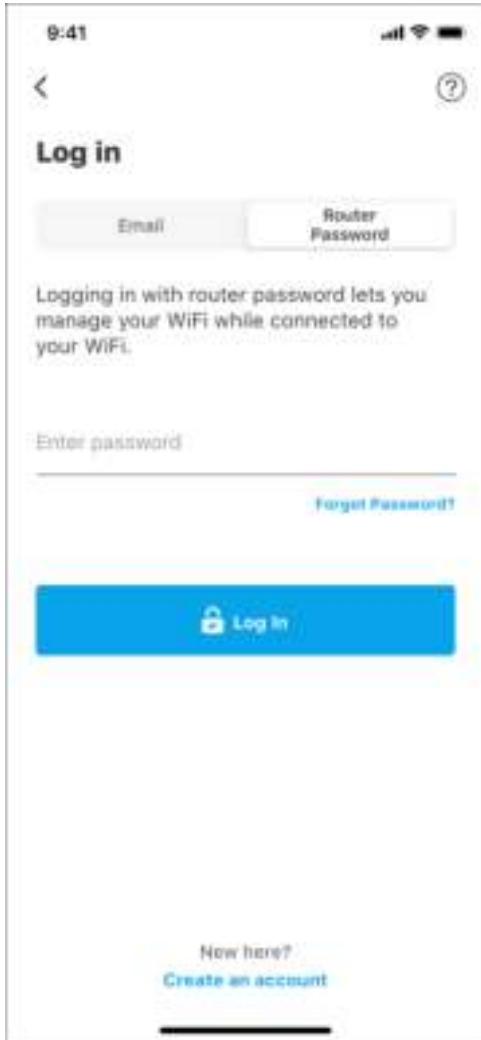 9:41
?
Log in
Email
Router
Password
Logging in with router password lets you
manage your WiFi while connected to
your WiFi.
Enter password
Forgot Password?
Log In
New here?
Create an account